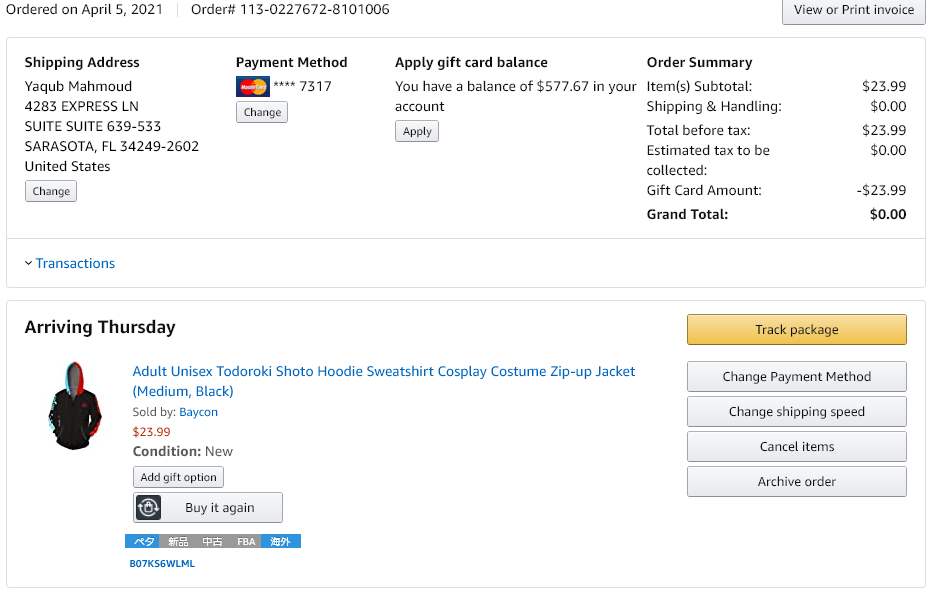 Ordered on April 5, 2021 Order# 113-0227672-8101006
View or Print invoice
Shipping Address
Yaqub Mahmoud
4283 EXPRESS LN
SUITE SUITE 639-533
SARASOTA, FL 34249-2602
United States
Change
Payment Method
MasterCard **** 7317
Change
Apply gift card balance
You have a balance of $577.67 in your
account
Apply
Order Summary
Item(s) Subtotal: $23.99
Shipping & Handling: $0.00
Total before tax: $23.99
Estimated tax to be
collected: $0.00
Gift Card Amount: -$23.99
Grand Total: $0.00
Transactions
Arriving Thursday
Adult Unisex Todoroki Shoto Hoodie Sweatshirt Cosplay Costume Zip-up Jacket
(Medium, Black)
Sold by: Baycon
$23.99
Condition: New
Add gift option
Buy it again
ペタ 新品 中古 FBA 海外
B07KS6WLML
Track package
Change Payment Method
Change shipping speed
Cancel items
Archive order